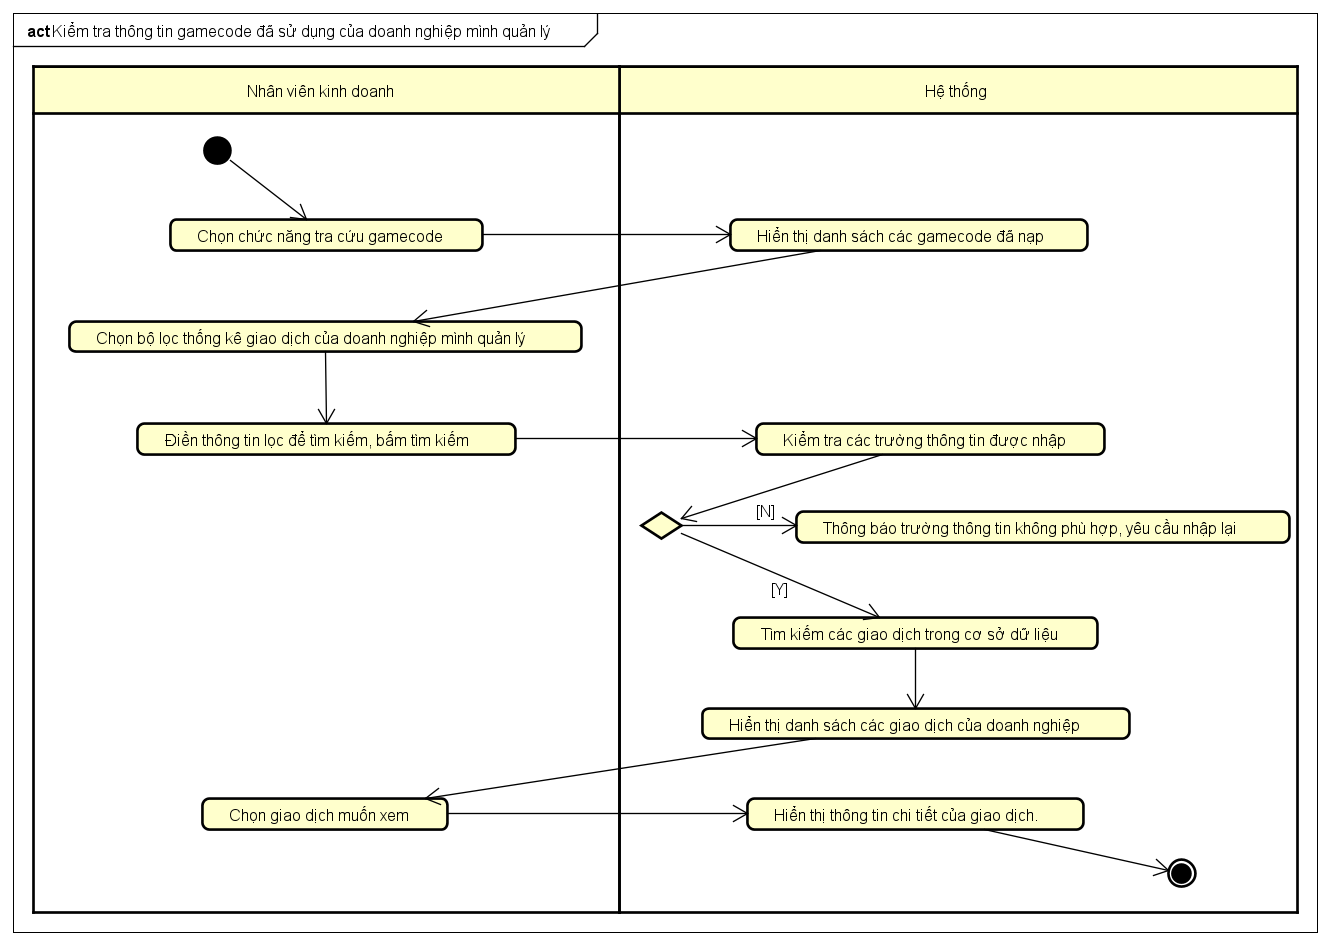 act Kiểm tra thông tin gamecode đã sử dụng của doanh nghiệp mình quản lý
Nhân viên kinh doanh
Hệ thống
Chọn chức năng tra cứu gamecode
Hiển thị danh sách các gamecode đã nạp
Chọn bộ lọc thống kê giao dịch của doanh nghiệp mình quản lý
Điền thông tin lọc để tìm kiếm, bấm tìm kiếm
Kiểm tra các trường thông tin được nhập
[N]
Thông báo trường thông tin không phù hợp, yêu cầu nhập lại
[Y]
Tìm kiếm các giao dịch trong cơ sở dữ liệu
Hiển thị danh sách các giao dịch của doanh nghiệp
Chọn giao dịch muốn xem
Hiển thị thông tin chi tiết của giao dịch.